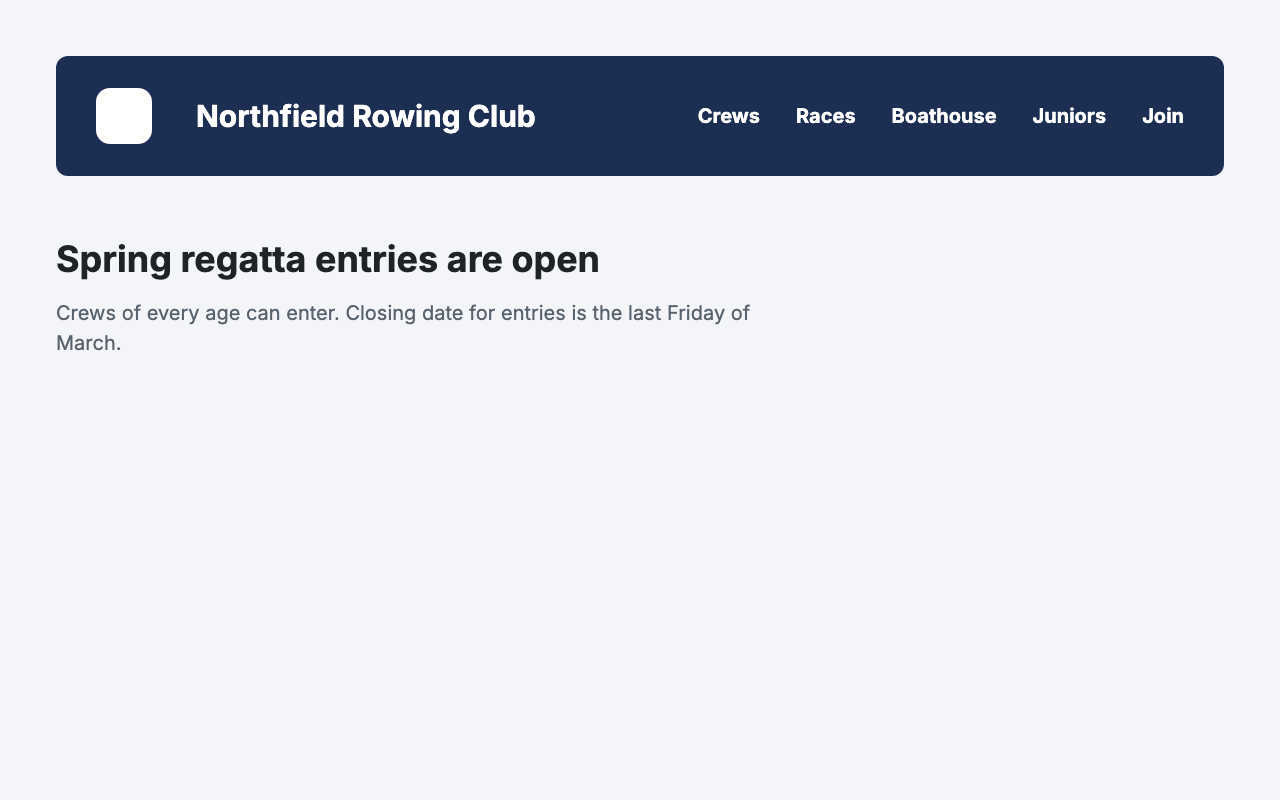 Northfield Rowing Club
Crews Races Boathouse Juniors Join
Spring regatta entries are open
Crews of every age can enter. Closing date for entries is the last Friday of
March.